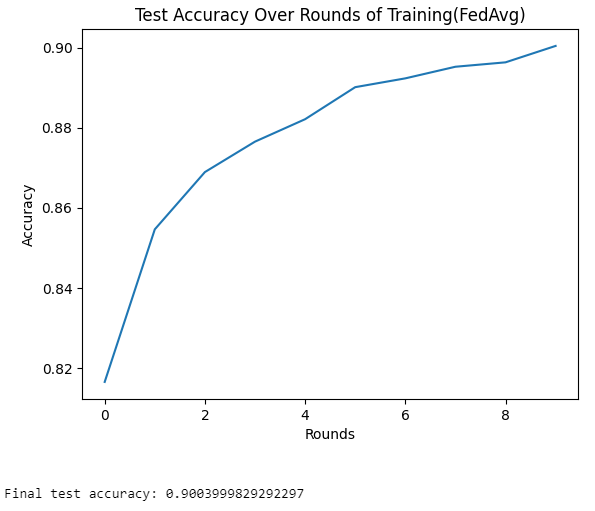 Test Accuracy Over Rounds of Training(FedAvg)
0.90
0.88
0.86
0.84
0.82
Accuracy
0 2 4 6 8
Rounds
Final test accuracy: 0.9003999829292297